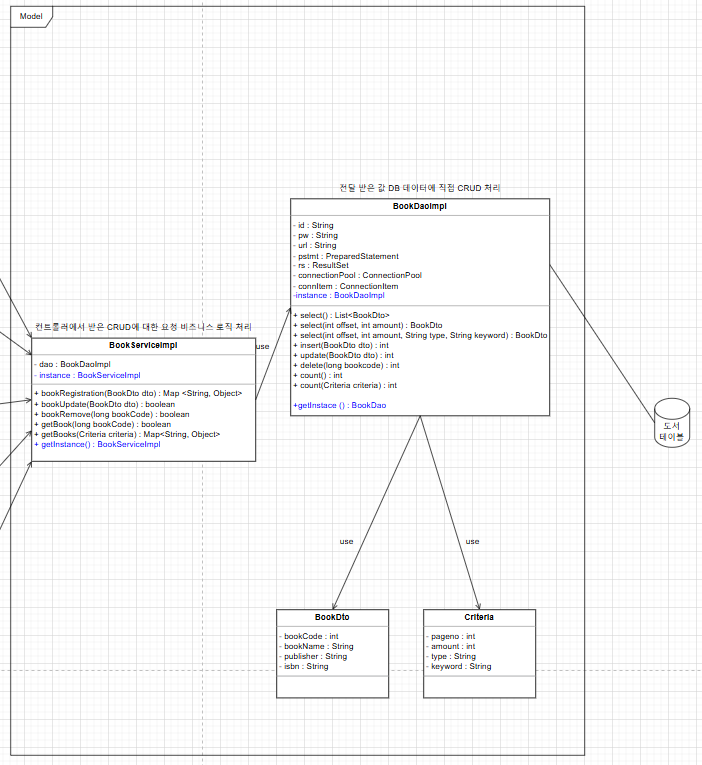 Model
전달 받은 값 DB 데이터에 직접 CRUD 처리
BookDaoImpl
- id : String
- pw : String
- url : String
- pstmt : PreparedStatement
- rs : ResultSet
- connectionPool : ConnectionPool
- connItem : ConnectionItem
-instance : BookDaoImpl
+ select() : List<BookDto>
+ select(int offset, int amount) : BookDto
+ select(int offset, int amount, String type, String keyword) : BookDto
+ insert(BookDto dto) : int
+ update(BookDto dto) : int
+ delete(long bookcode) : int
+ count() : int
+ count(Criteria criteria) : int
+getInstace () : BookDao
컨트롤러에서 받은 CRUD에 대한 요청 비즈니스 로직 처리
BookServiceImpl
- dao : BookDaoImpl
- instance : BookServiceImpl
+ bookRegistration(BookDto dto) : Map <String, Object>
+ bookUpdate(BookDto dto) : boolean
+ bookRemove(long bookCode) : boolean
+ getBook(long bookCode) : boolean
+ getBooks(Criteria criteria) : Map<String, Object>
+ getInstance() : BookServiceImpl
use
도서
테이블
use
use
BookDto
- bookCode : int
- bookName : String
- publisher : String
- isbn : String
Criteria
- pageno : int
- amount : int
- type : String
- keyword : String